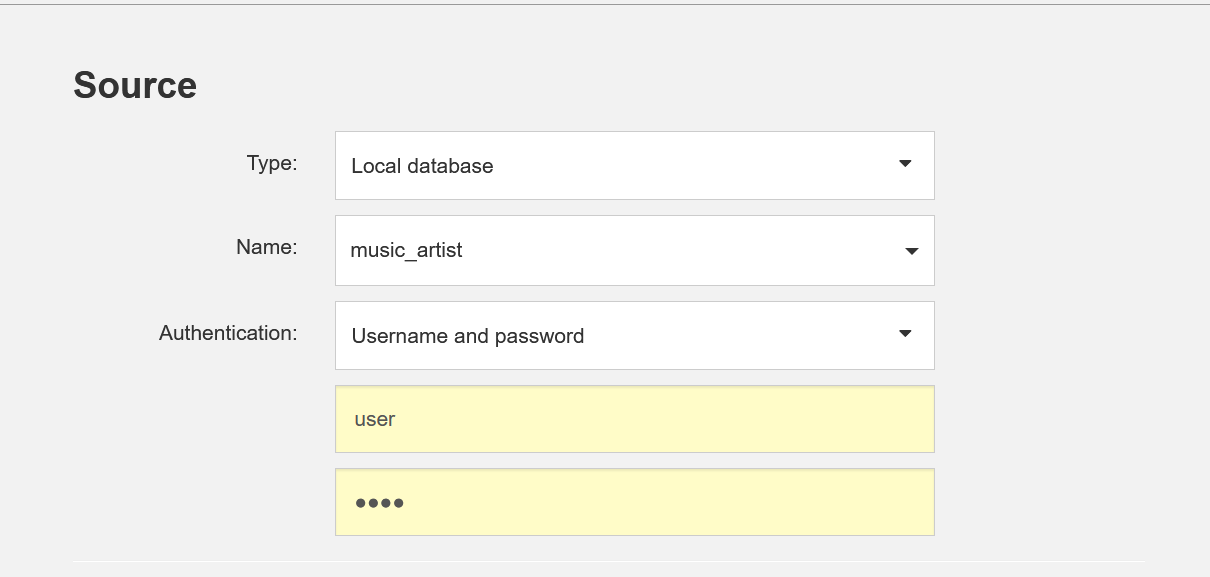 Source
Type:
Local database
Name:
music_artist
Authentication:
Username and password
user
••••